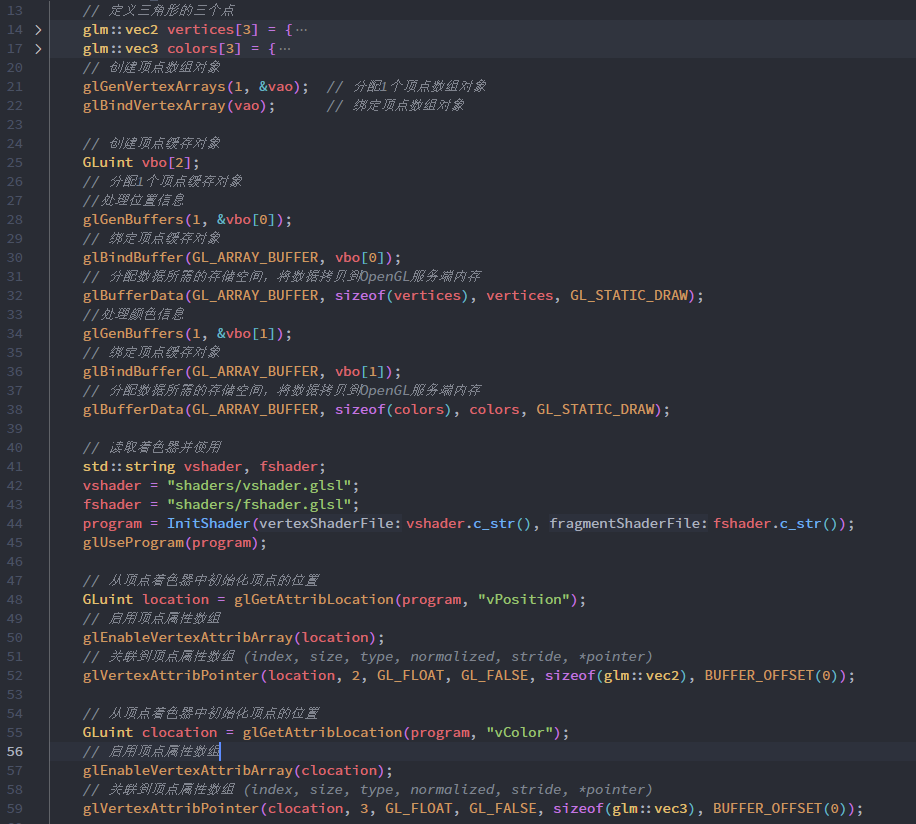 13 // 定义三角形的三个点
14 > glm::vec2 vertices[3] = {…
17 > glm::vec3 colors[3] = {…
20 // 创建顶点数组对象
21 glGenVertexArrays(1, &vao);  // 分配1个顶点数组对象
22 glBindVertexArray(vao);      // 绑定顶点数组对象
23
24 // 创建顶点缓存对象
25 GLuint vbo[2];
26 // 分配1个顶点缓存对象
27 //处理位置信息
28 glGenBuffers(1, &vbo[0]);
29 // 绑定顶点缓存对象
30 glBindBuffer(GL_ARRAY_BUFFER, vbo[0]);
31 // 分配数据所需的存储空间，将数据拷贝到OpenGL服务端内存
32 glBufferData(GL_ARRAY_BUFFER, sizeof(vertices), vertices, GL_STATIC_DRAW);
33 //处理颜色信息
34 glGenBuffers(1, &vbo[1]);
35 // 绑定顶点缓存对象
36 glBindBuffer(GL_ARRAY_BUFFER, vbo[1]);
37 // 分配数据所需的存储空间，将数据拷贝到OpenGL服务端内存
38 glBufferData(GL_ARRAY_BUFFER, sizeof(colors), colors, GL_STATIC_DRAW);
39
40 // 读取着色器并使用
41 std::string vshader, fshader;
42 vshader = "shaders/vshader.glsl";
43 fshader = "shaders/fshader.glsl";
44 program = InitShader(vertexShaderFile: vshader.c_str(), fragmentShaderFile: fshader.c_str());
45 glUseProgram(program);
46
47 // 从顶点着色器中初始化顶点的位置
48 GLuint location = glGetAttribLocation(program, "vPosition");
49 // 启用顶点属性数组
50 glEnableVertexAttribArray(location);
51 // 关联到顶点属性数组 (index, size, type, normalized, stride, *pointer)
52 glVertexAttribPointer(location, 2, GL_FLOAT, GL_FALSE, sizeof(glm::vec2), BUFFER_OFFSET(0));
53
54 // 从顶点着色器中初始化顶点的位置
55 GLuint clocation = glGetAttribLocation(program, "vColor");
56 // 启用顶点属性数组
57 glEnableVertexAttribArray(clocation);
58 // 关联到顶点属性数组 (index, size, type, normalized, stride, *pointer)
59 glVertexAttribPointer(clocation, 3, GL_FLOAT, GL_FALSE, sizeof(glm::vec3), BUFFER_OFFSET(0));